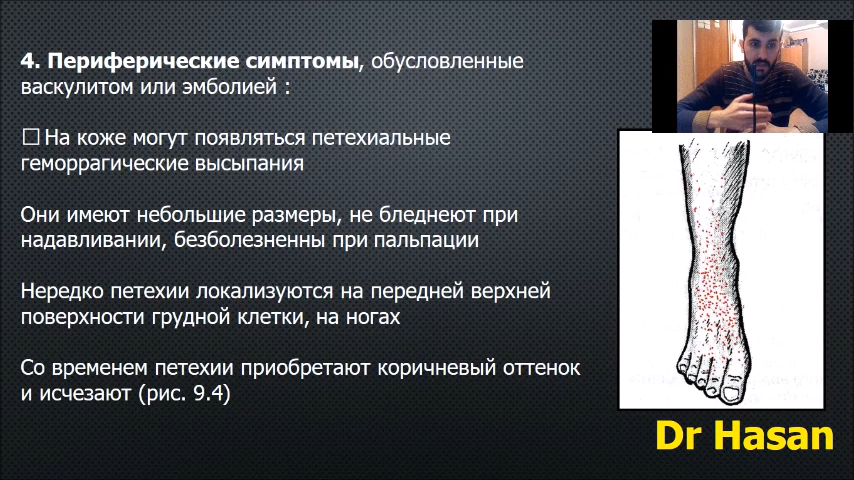 4. Периферические симптомы, обусловленные
васкулитом или эмболией :
☐ На коже могут появляться петехиальные
геморрагические высыпания
Они имеют небольшие размеры, не бледнеют при
надавливании, безболезненны при пальпации
Нередко петехии локализуются на передней верхней
поверхности грудной клетки, на ногах
Со временем петехии приобретают коричневый оттенок
и исчезают (рис. 9.4)
Dr Hasan